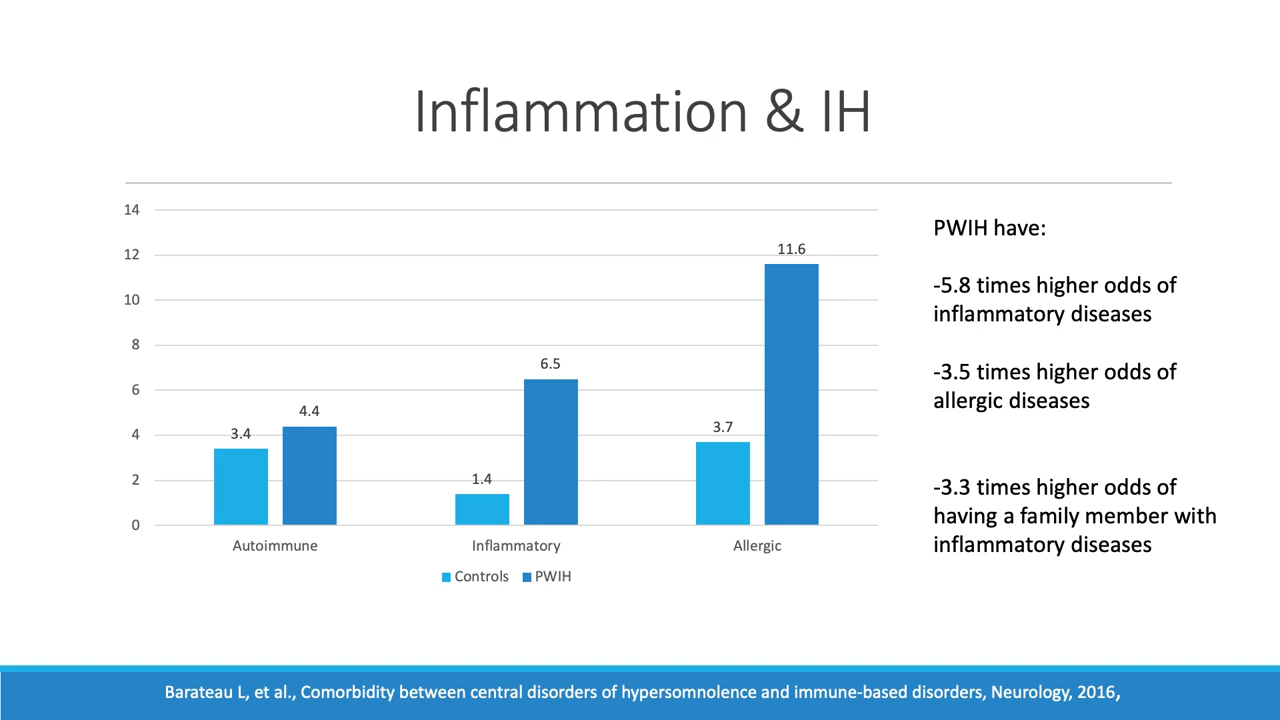 Inflammation & IH
14
12
10
8
6
4
2
0
3.4
4.4
1.4
6.5
3.7
11.6
Autoimmune
Inflammatory
Allergic
Controls
PWIH
PWIH have:
-5.8 times higher odds of
inflammatory diseases
-3.5 times higher odds of
allergic diseases
-3.3 times higher odds of
having a family member with
inflammatory diseases
Barateau L, et al., Comorbidity between central disorders of hypersomnolence and immune-based disorders, Neurology, 2016,